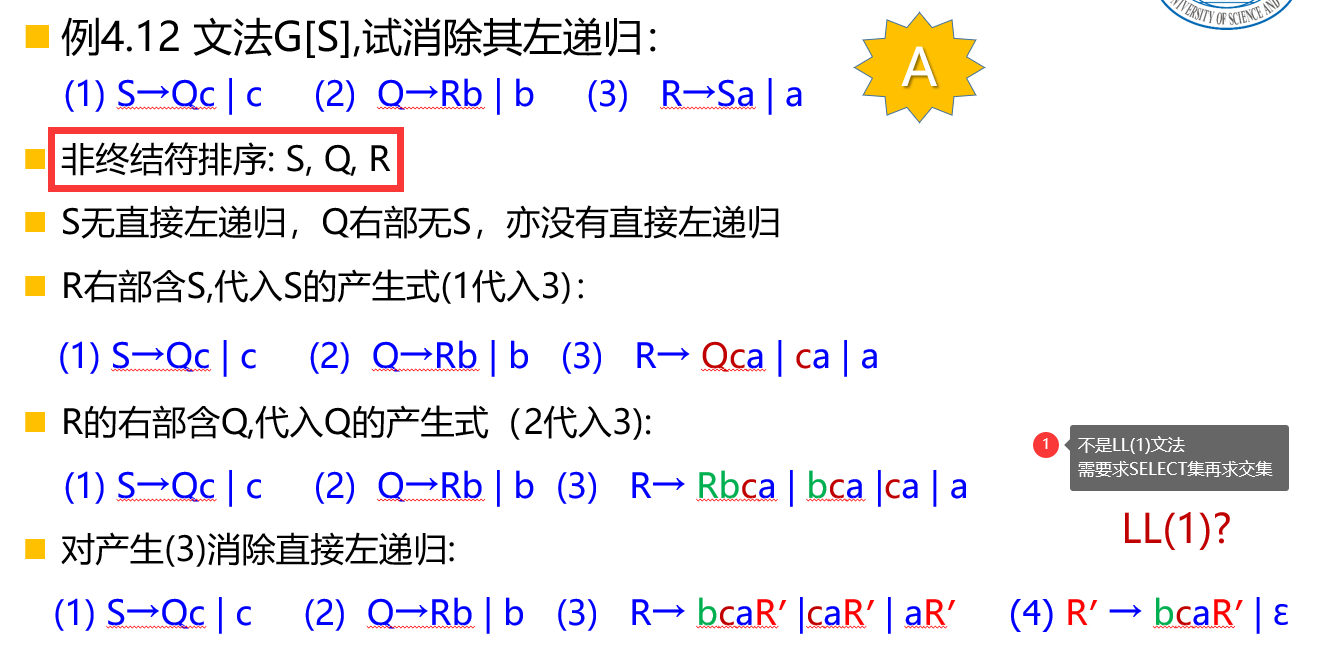 UNIVERSITY OF SCIENCE AND
例4.12 文法G[S],试消除其左递归:
A
(1) S→Qc | c (2) Q→Rb | b (3) R→Sa | a
非终结符排序: S, Q, R
S无直接左递归，Q右部无S，亦没有直接左递归
R右部含S,代入S的产生式(1代入3):
(1) S→Qc | c (2) Q→Rb | b (3) R→ Qca | ca | a
R的右部含Q,代入Q的产生式（2代入3):
1 不是LL(1)文法
需要求SELECT集再求交集
(1) S→Qc | c (2) Q→Rb | b (3) R→ Rbca | bca |ca | a
LL(1)?
对产生(3)消除直接左递归:
(1) S→Qc | c (2) Q→Rb | b (3) R→ bcaR′ |caR′ | aR′ (4) R′ → bcaR′ | ε